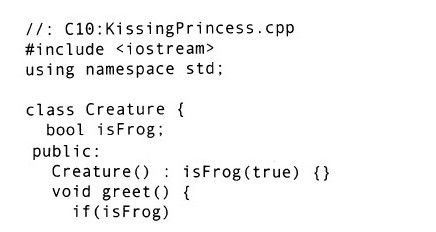 //: C10:KissingPrincess.cpp
#include <iostream>
using namespace std;

class Creature {
  bool isFrog;
 public:
   Creature() : isFrog(true) {}
   void greet() {
     if(isFrog)